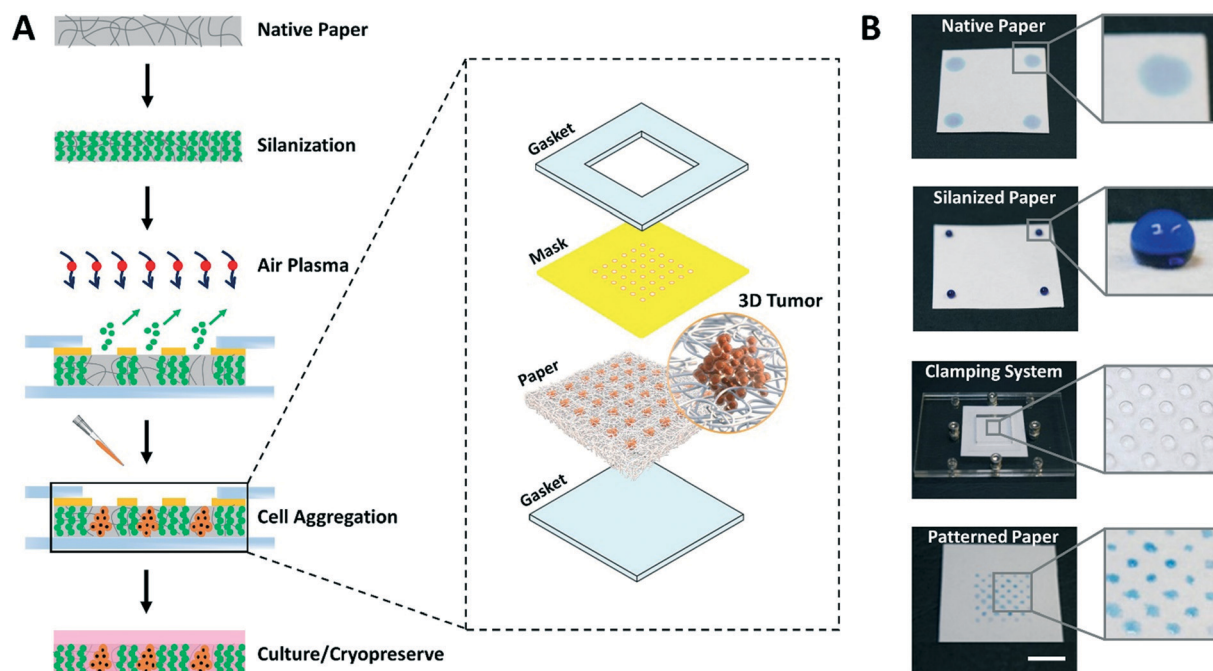 A
Native Paper
Silanization
Air Plasma
Cell Aggregation
Culture/Cryopreserve
Gasket
Mask
3D Tumor
Paper
Gasket
B
Native Paper
Silanized Paper
Clamping System
Patterned Paper